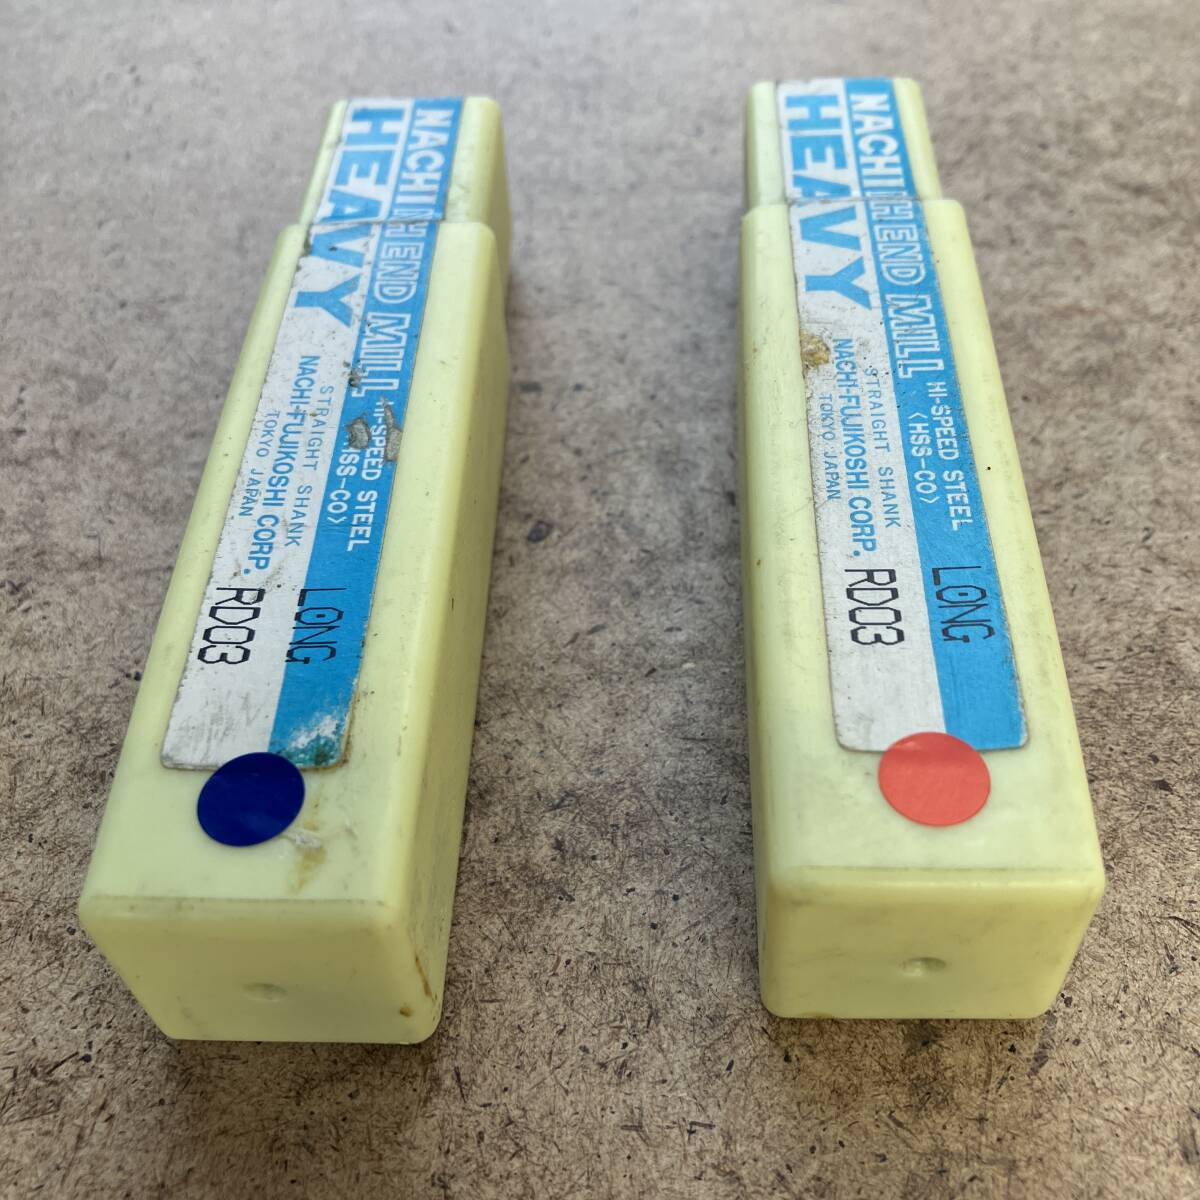 NACHI END MILL
HEAVY
HI-SPEED STEEL
<HSS-CO>
STRAIGHT SHANK
NACHI-FUJIKOSHI CORP.
TOKYO JAPAN
LONG
RD03
NACHI END MILL
HEAVY
HI-SPEED STEEL
<HSS-CO>
STRAIGHT SHANK
NACHI-FUJIKOSHI CORP.
TOKYO JAPAN
LONG
RD03